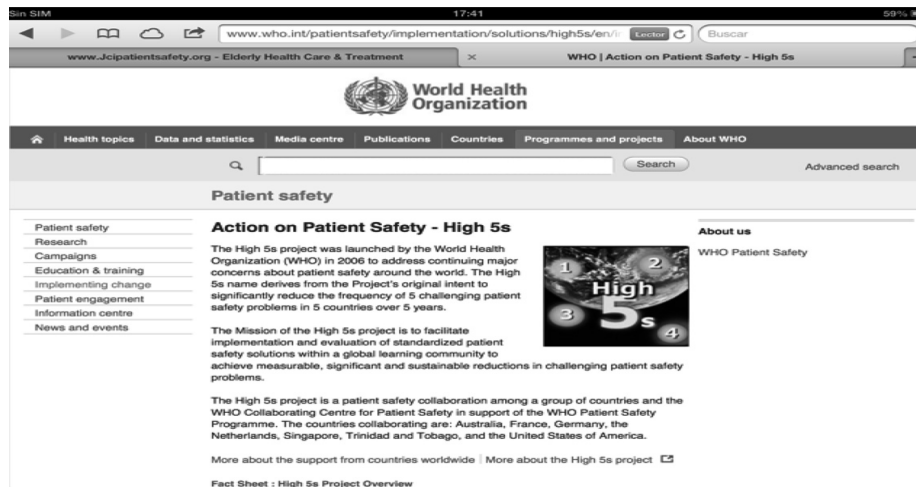 Sin SIM 17:41 59%
www.who.int/patientsafety/implementation/solutions/high5s/en/i Lector Buscar
www.Jcipatientsafety.org - Elderly Health Care & Treatment WHO | Action on Patient Safety - High 5s
World Health
Organization
Health topics Data and statistics Media centre Publications Countries Programmes and projects About WHO
Search Advanced search
Patient safety
Patient safety
Research
Campaigns
Education & training
Implementing change
Patient engagement
Information centre
News and events
Action on Patient Safety - High 5s
The High 5s project was launched by the World Health
Organization (WHO) in 2006 to address continuing major
concerns about patient safety around the world. The High
5s name derives from the Project's original intent to
significantly reduce the frequency of 5 challenging patient
safety problems in 5 countries over 5 years.
1 2
High
5s
3 4
The Mission of the High 5s project is to facilitate
implementation and evaluation of standardized patient
safety solutions within a global learning community to
achieve measurable, significant and sustainable reductions in challenging patient safety
problems.
The High 5s project is a patient safety collaboration among a group of countries and the
WHO Collaborating Centre for Patient Safety in support of the WHO Patient Safety
Programme. The countries collaborating are: Australia, France, Germany, the
Netherlands, Singapore, Trinidad and Tobago, and the United States of America.
More about the support from countries worldwide | More about the High 5s project
Fact Sheet : High 5s Project Overview
About us
WHO Patient Safety